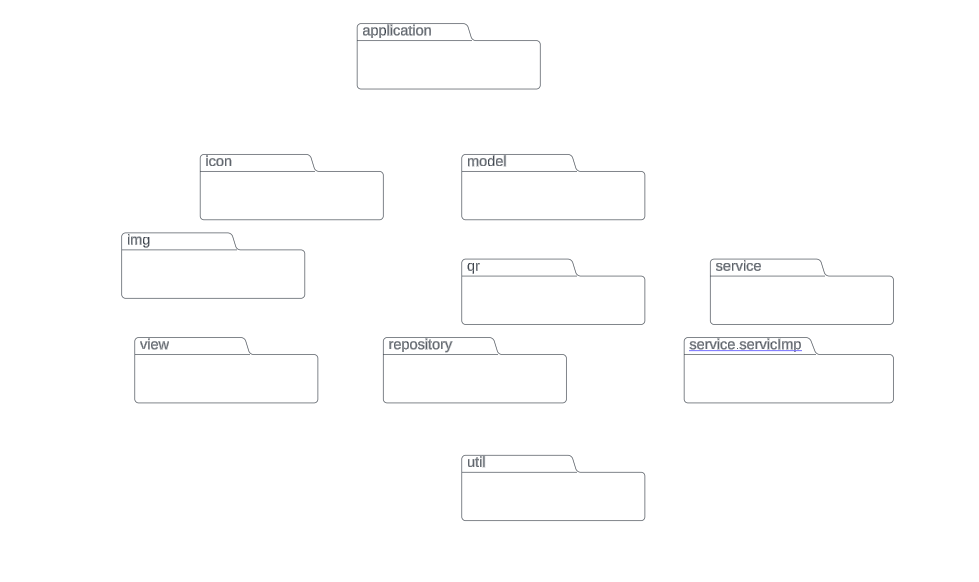 application
icon
model
img
qr
service
view
repository
service.servicImp
util